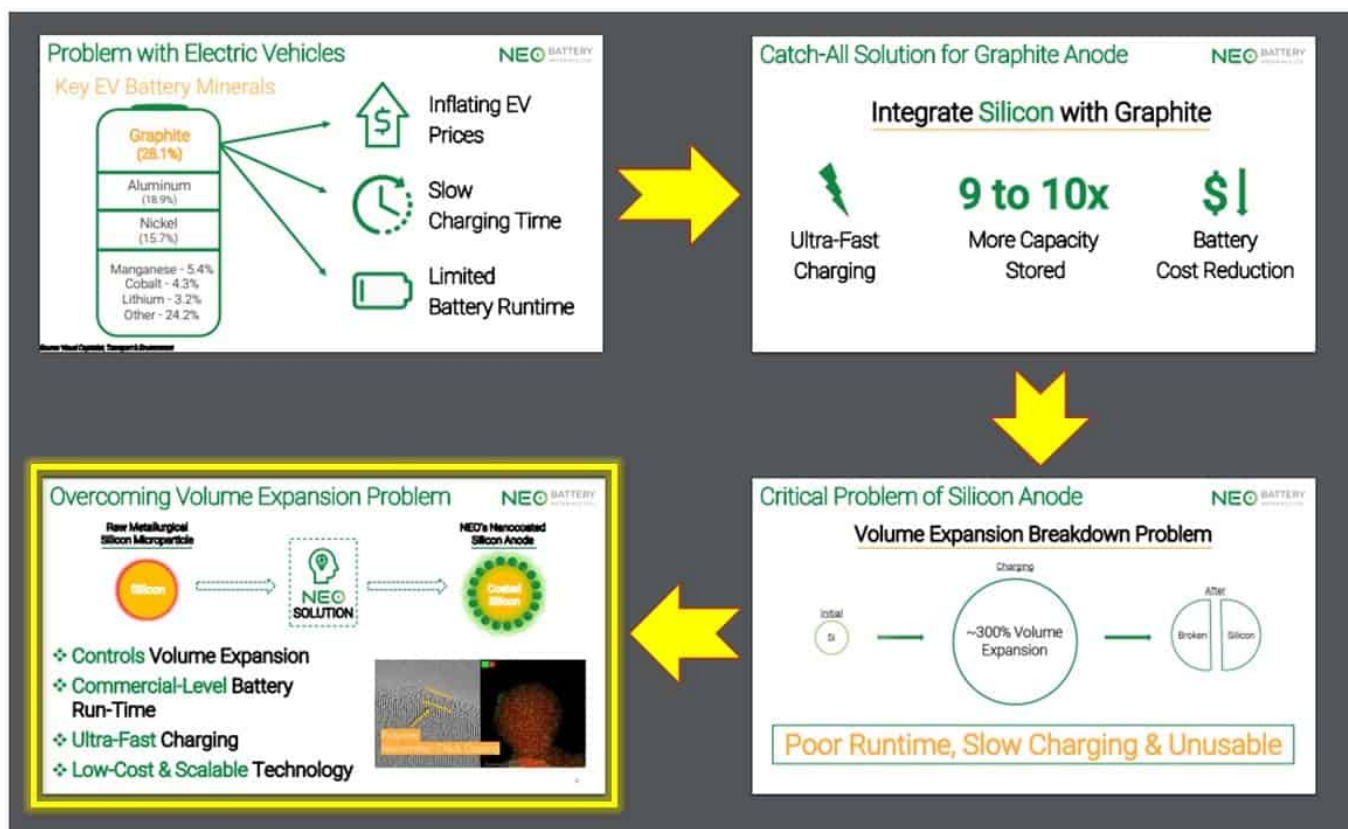 Problem with Electric Vehicles
NEO BATTERY
Key EV Battery Minerals
Graphite
(28.1%)
Aluminum
(18.9%)
Nickel
(15.7%)
Manganese - 5.4%
Cobalt - 4.3%
Lithium - 3.2%
Other - 24.2%
$
Inflating EV
Prices
Slow
Charging Time
Limited
Battery Runtime
Catch-All Solution for Graphite Anode
NEO BATTERY
Integrate Silicon with Graphite
Ultra-Fast
Charging
9 to 10x
More Capacity
Stored
$
Battery
Cost Reduction
Critical Problem of Silicon Anode
NEO BATTERY
Volume Expansion Breakdown Problem
Initial
Si
Charging
~300% Volume
Expansion
After
Broken
Silicon
Poor Runtime, Slow Charging & Unusable
Overcoming Volume Expansion Problem
NEO BATTERY
Raw Metallurgical
Silicon Microparticle
Silicon
NEO
SOLUTION
NEO's Nanocoated
Silicon Anode
Coated
Silicon
❖ Controls Volume Expansion
❖ Commercial-Level Battery
Run-Time
❖ Ultra-Fast Charging
❖ Low-Cost & Scalable Technology